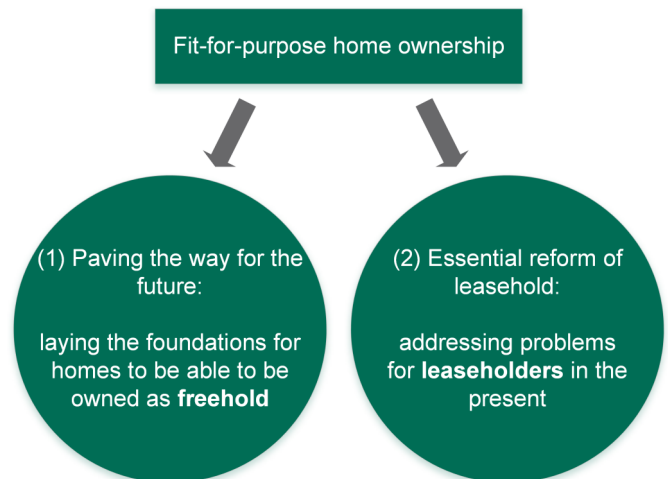 Fit-for-purpose home ownership
(1) Paving the way for the
future:
laying the foundations for
homes to be able to be
owned as freehold
(2) Essential reform of
leasehold:
addressing problems
for leaseholders in the
present